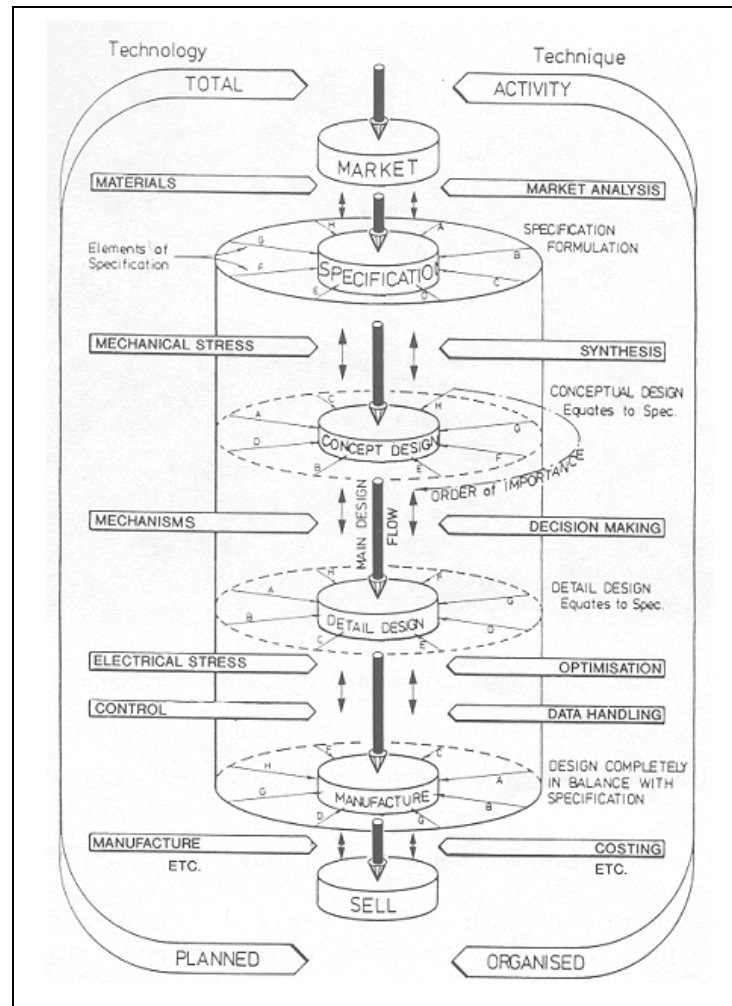 Technology
Technique
TOTAL
ACTIVITY
MARKET
MATERIALS
MARKET ANALYSIS
H
A
SPECIFICATION
FORMULATION
Elements of
Specification
G
B
F
C
SPECIFICATION
E
D
MECHANICAL STRESS
SYNTHESIS
CONCEPTUAL DESIGN
Equates to Spec.
C
H
A
G
D
F
CONCEPT DESIGN
B
E
ORDER of IMPORTANCE
MAIN DESIGN
FLOW
MECHANISMS
DECISION MAKING
H
F
DETAIL DESIGN
Equates to Spec.
A
G
B
D
DETAIL DESIGN
C
E
ELECTRICAL STRESS
OPTIMISATION
CONTROL
DATA HANDLING
F
C
DESIGN COMPLETELY
IN BALANCE WITH
SPECIFICATION
H
A
G
B
MANUFACTURE
D
G
MANUFACTURE
ETC.
COSTING
ETC.
SELL
PLANNED
ORGANISED